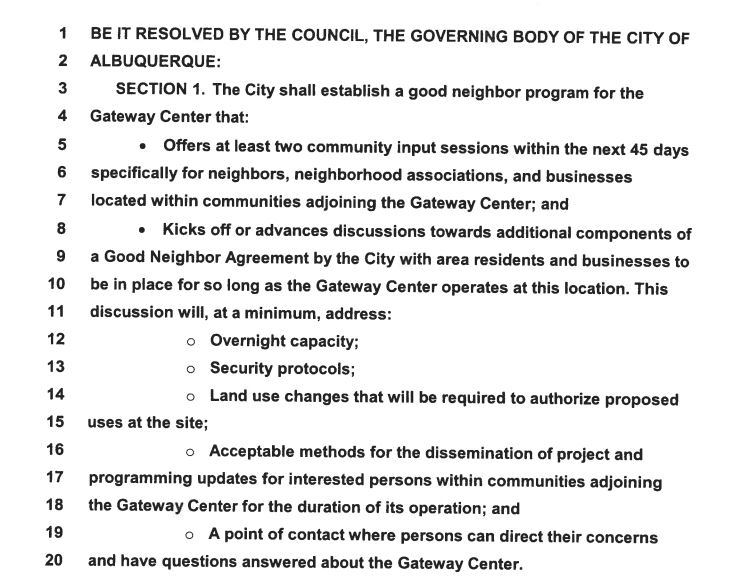 1 BE IT RESOLVED BY THE COUNCIL, THE GOVERNING BODY OF THE CITY OF
2 ALBUQUERQUE:
3 SECTION 1. The City shall establish a good neighbor program for the
4 Gateway Center that:
5 • Offers at least two community input sessions within the next 45 days
6 specifically for neighbors, neighborhood associations, and businesses
7 located within communities adjoining the Gateway Center; and
8 • Kicks off or advances discussions towards additional components of
9 a Good Neighbor Agreement by the City with area residents and businesses to
10 be in place for so long as the Gateway Center operates at this location. This
11 discussion will, at a minimum, address:
12 o Overnight capacity;
13 o Security protocols;
14 o Land use changes that will be required to authorize proposed
15 uses at the site;
16 o Acceptable methods for the dissemination of project and
17 programming updates for interested persons within communities adjoining
18 the Gateway Center for the duration of its operation; and
19 o A point of contact where persons can direct their concerns
20 and have questions answered about the Gateway Center.